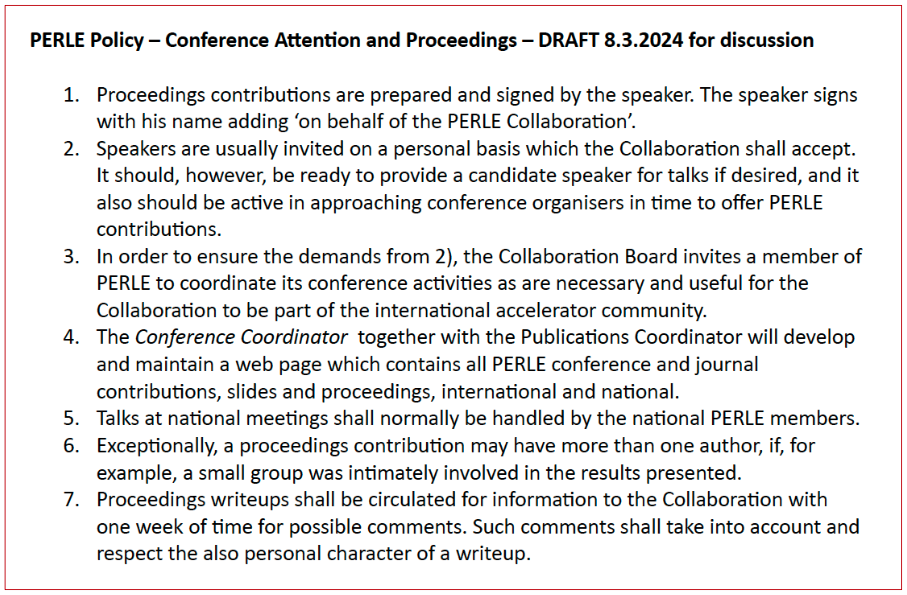 PERLE Policy – Conference Attention and Proceedings – DRAFT 8.3.2024 for discussion
1. Proceedings contributions are prepared and signed by the speaker. The speaker signs
with his name adding ‘on behalf of the PERLE Collaboration’.
2. Speakers are usually invited on a personal basis which the Collaboration shall accept.
It should, however, be ready to provide a candidate speaker for talks if desired, and it
also should be active in approaching conference organisers in time to offer PERLE
contributions.
3. In order to ensure the demands from 2), the Collaboration Board invites a member of
PERLE to coordinate its conference activities as are necessary and useful for the
Collaboration to be part of the international accelerator community.
4. The Conference Coordinator together with the Publications Coordinator will develop
and maintain a web page which contains all PERLE conference and journal
contributions, slides and proceedings, international and national.
5. Talks at national meetings shall normally be handled by the national PERLE members.
6. Exceptionally, a proceedings contribution may have more than one author, if, for
example, a small group was intimately involved in the results presented.
7. Proceedings writeups shall be circulated for information to the Collaboration with
one week of time for possible comments. Such comments shall take into account and
respect the also personal character of a writeup.